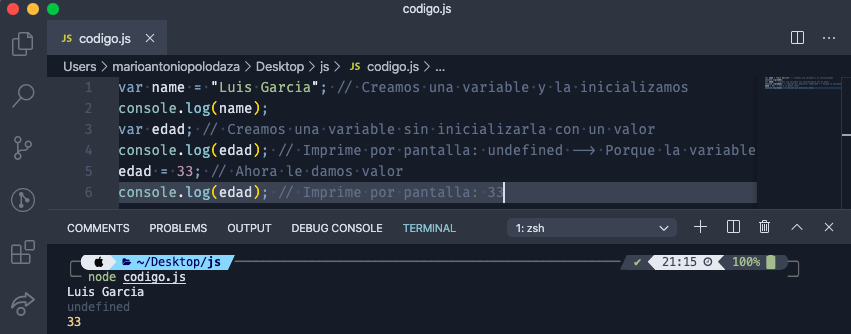 codigo.js
JS codigo.js
Users › marioantoniopolodaza › Desktop › js › JS codigo.js › ...
1 var name = "Luis Garcia"; // Creamos una variable y la inicializamos
2 console.log(name);
3 var edad; // Creamos una variable sin inicializarla con un valor
4 console.log(edad); // Imprime por pantalla: undefined --> Porque la variable
5 edad = 33; // Ahora le damos valor
6 console.log(edad); // Imprime por pantalla: 33
COMMENTS PROBLEMS OUTPUT DEBUG CONSOLE TERMINAL 1: zsh
~/Desktop/js ✔ 21:15 100%
node codigo.js
Luis Garcia
undefined
33